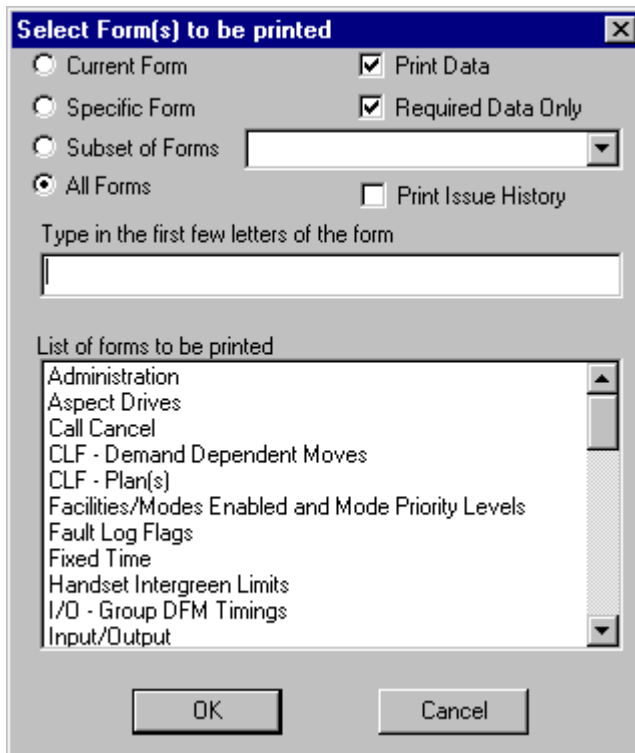 Select Form(s) to be printed
Current Form
Print Data
Specific Form
Required Data Only
Subset of Forms
All Forms
Print Issue History
Type in the first few letters of the form
List of forms to be printed
Administration
Aspect Drives
Call Cancel
CLF - Demand Dependent Moves
CLF - Plan(s)
Facilities/Modes Enabled and Mode Priority Levels
Fault Log Flags
Fixed Time
Handset Intergreen Limits
I/O - Group DFM Timings
Input/Output
OK
Cancel